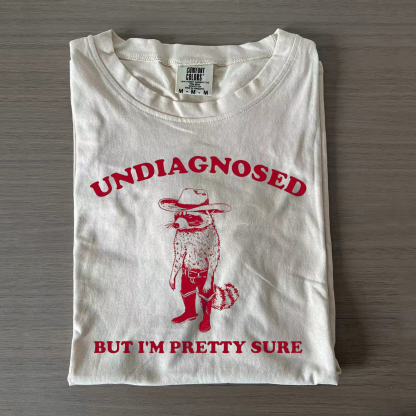 COMFORT
COLORS
M - M - M
UNDIAGNOSED
BUT I'M PRETTY SURE